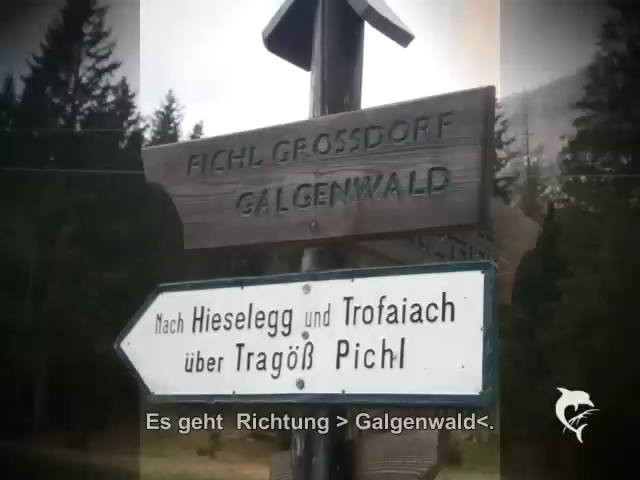 PICHL GROSSDORF
GALGENWALD
Nach Hieselegg und Trofaiach
über Tragöß Pichl
Es geht Richtung > Galgenwald<.